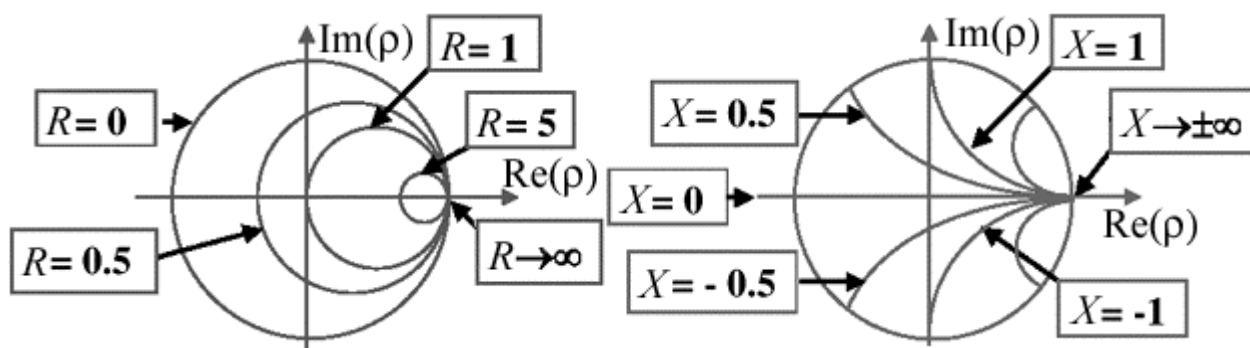 Im(ρ)
R= 1
R= 0
R= 5
Re(ρ)
R= 0.5
R→∞
Im(ρ)
X= 1
X= 0.5
X→±∞
X= 0
Re(ρ)
X= - 0.5
X= -1